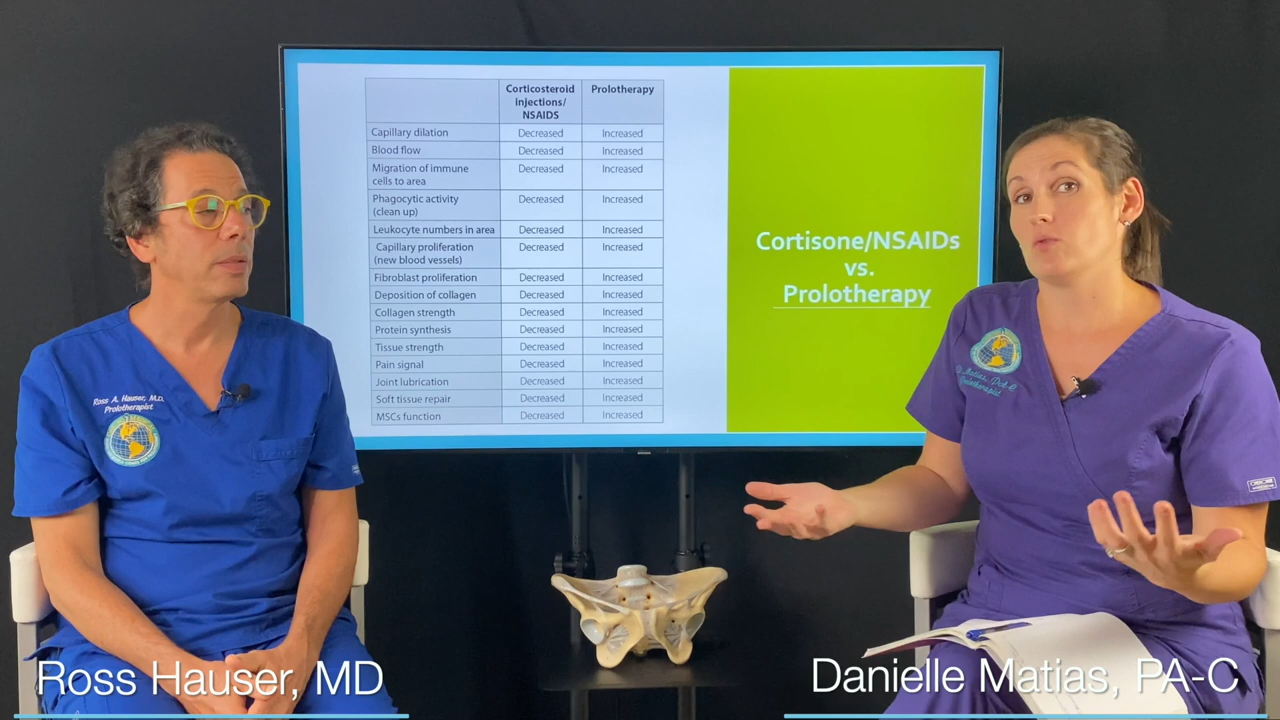 Corticosteroid
injections/
NSAIDS
Prolotherapy
Capillary dilation Decreased Increased
Blood flow Decreased Increased
Migration of immune
cells to area Decreased Increased
Phagocytic activity
(clean up) Decreased Increased
Leukocyte numbers in area Decreased Increased
Capillary proliferation
(new blood vessels) Decreased Increased
Fibroblast proliferation Decreased Increased
Deposition of collagen Decreased Increased
Collagen strength Decreased Increased
Protein synthesis Decreased Increased
Tissue strength Decreased Increased
Pain signal Decreased Increased
Joint lubrication Decreased Increased
Soft tissue repair Decreased Increased
MSCs function Decreased Increased
Cortisone/NSAIDs
vs.
Prolotherapy
Ross A. Hauser, M.D.
Prolotherapist
Matias,
Prolotherapist
Ross Hauser, MD
Danielle Matias, PA-C